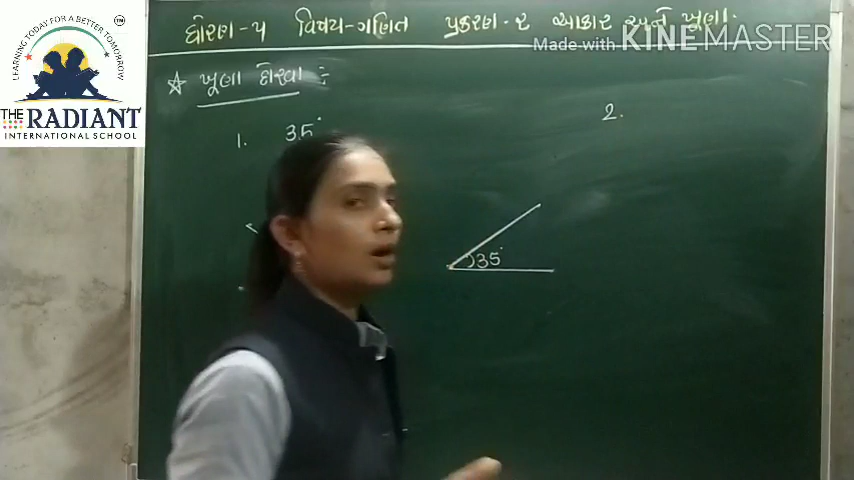 ધોરણ-૫ વિષય-ગણિત પ્રકરણ-૨ આકાર અને ખૂણા.
Made with KINEMASTER
LEARNING TODAY FOR A BETTER TOMORROW
TM
THE RADIANT
INTERNATIONAL SCHOOL
☆ ખૂણા દોરવા :-
1. 35°
2.
35°